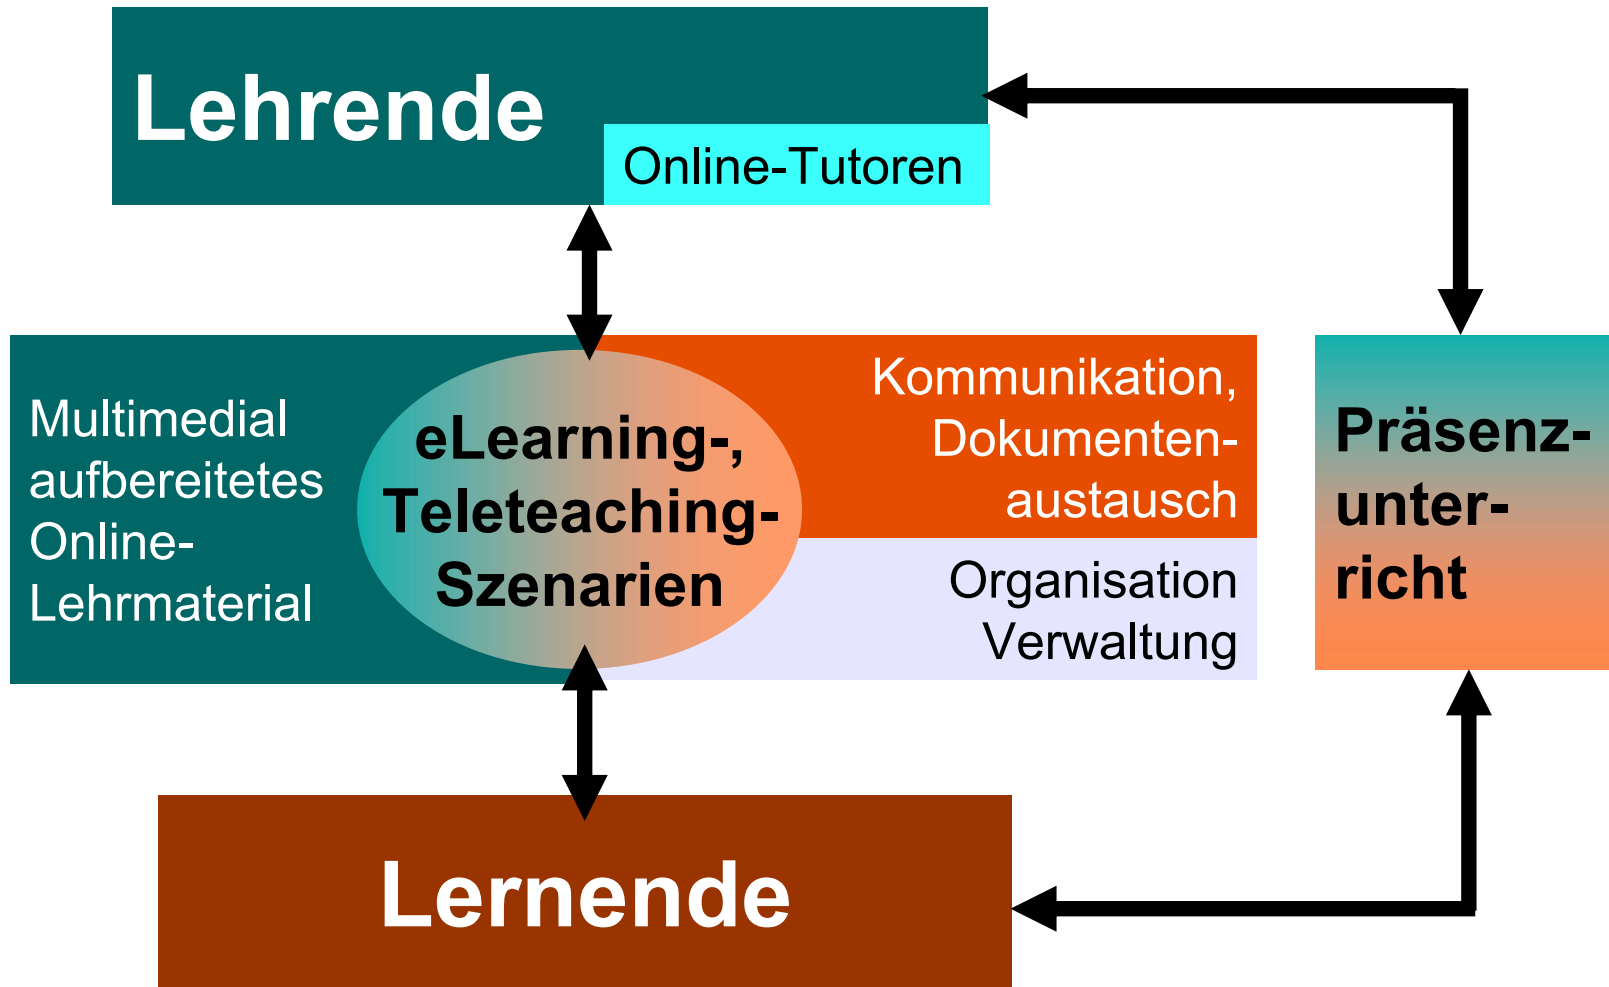 Lehrende
Online-Tutoren
Multimedial
aufbereitetes
Online-
Lehrmaterial
eLearning-,
Teleteaching-
Szenarien
Kommunikation,
Dokumenten-
austausch
Organisation
Verwaltung
Präsenz-
unter-
richt
Lernende